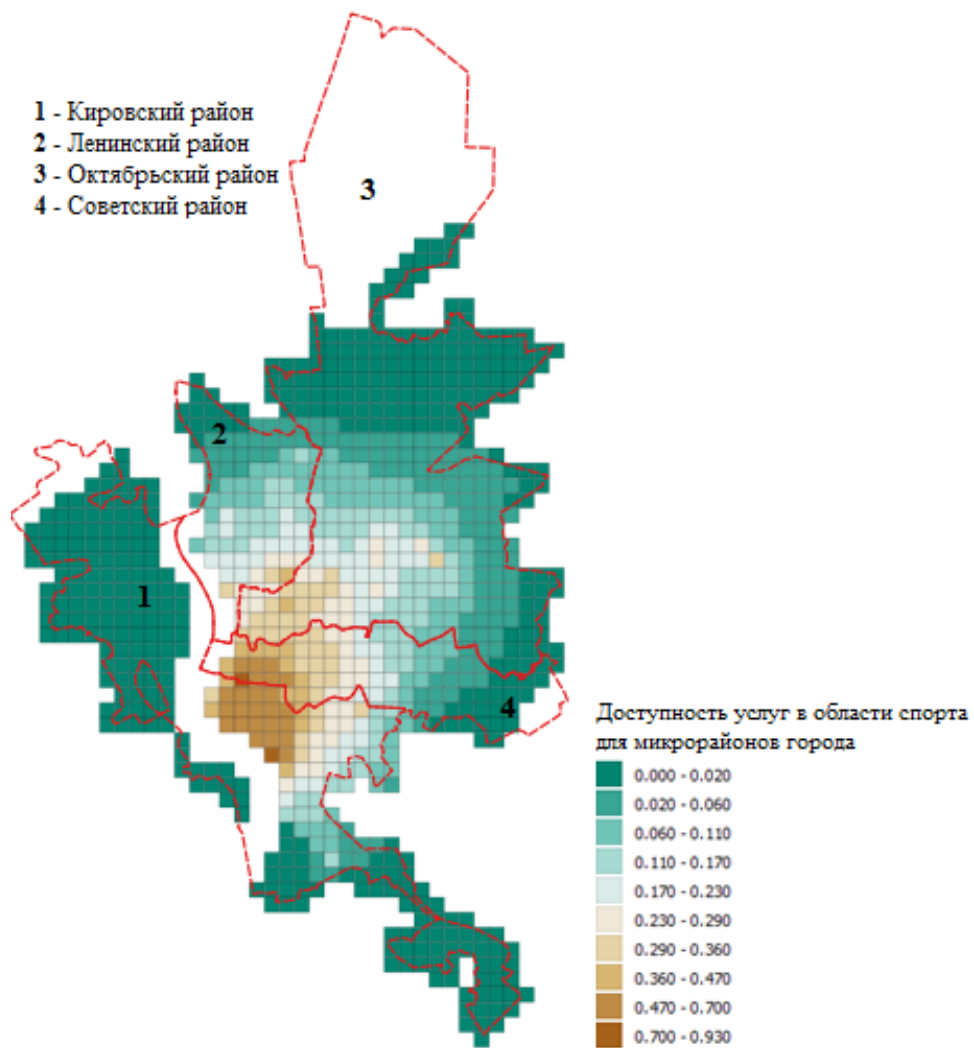 1 - Кировский район
2 - Ленинский район
3 - Октябрьский район
4 - Советский район
3
2
1
4
Доступность услуг в области спорта
для микрорайонов города
0.000 - 0.020
0.020 - 0.060
0.060 - 0.110
0.110 - 0.170
0.170 - 0.230
0.230 - 0.290
0.290 - 0.360
0.360 - 0.470
0.470 - 0.700
0.700 - 0.930